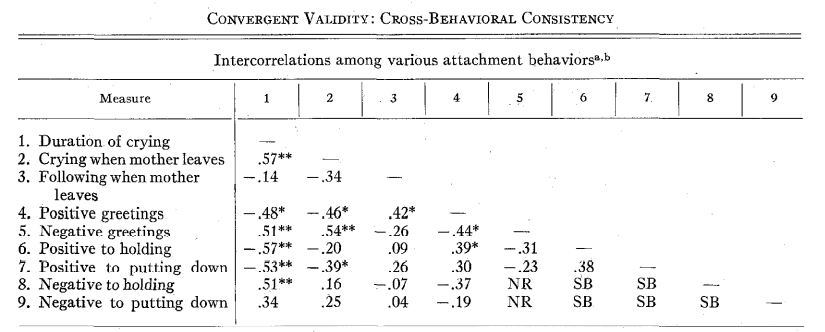 CONVERGENT VALIDITY: CROSS-BEHAVIORAL CONSISTENCY
Intercorrelations among various attachment behaviorsa,b
Measure 1 2 3 4 5 6 7 8 9
1. Duration of crying —
2. Crying when mother leaves .57** —
3. Following when mother −.14 −.34 —
leaves
4. Positive greetings −.48* −.46* .42* —
5. Negative greetings .51** .54** −.26 −.44* —
6. Positive to holding −.57** −.20 .09 .39* −.31 —
7. Positive to putting down −.53** −.39* .26 .30 −.23 .38 —
8. Negative to holding .51** .16 −.07 −.37 NR SB SB —
9. Negative to putting down .34 .25 .04 −.19 NR SB SB SB —